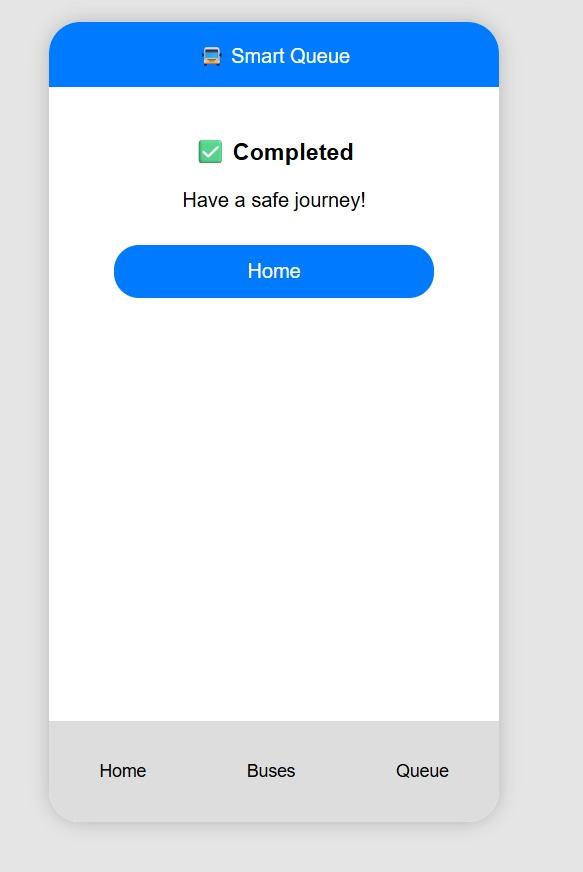 🚍 Smart Queue
✅ Completed
Have a safe journey!
Home
Home Buses Queue